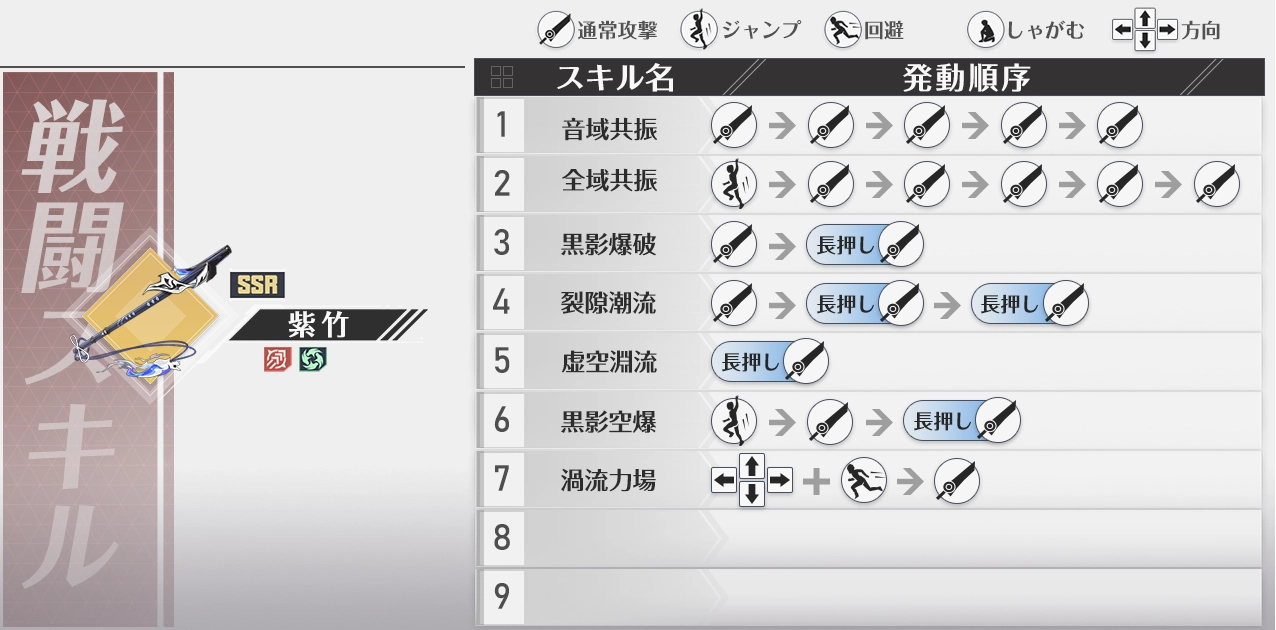 通常攻撃 ジャンプ 回避 しゃがむ 方向
戦闘スキル
SSR
紫竹
スキル名 発動順序
1 音域共振
2 全域共振
3 黒影爆破 長押し
4 裂隙潮流 長押し 長押し
5 虚空淵流 長押し
6 黒影空爆 長押し
7 渦流力場
8
9